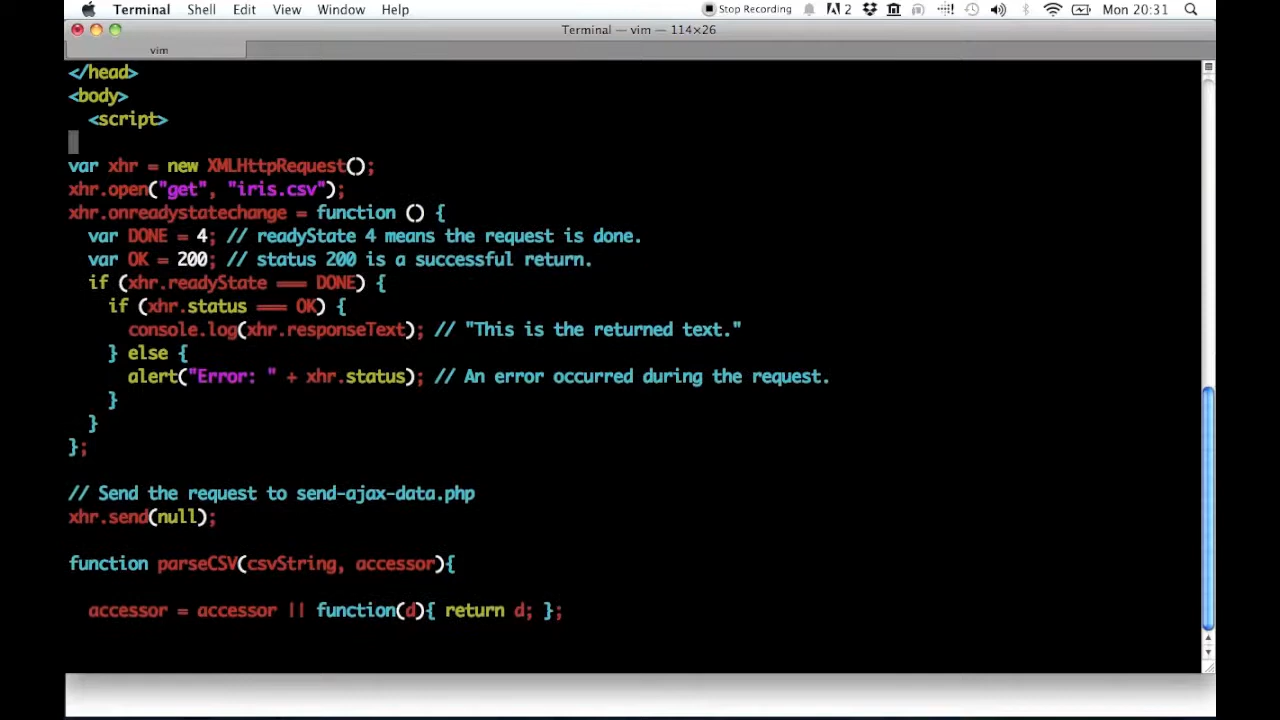 Terminal Shell Edit View Window Help Stop Recording 2 Mon 20:31
Terminal — vim — 114×26
vim
</head>
<body>
  <script>
var xhr = new XMLHttpRequest();
xhr.open("get", "iris.csv");
xhr.onreadystatechange = function () {
  var DONE = 4; // readyState 4 means the request is done.
  var OK = 200; // status 200 is a successful return.
  if (xhr.readyState === DONE) {
    if (xhr.status === OK) {
      console.log(xhr.responseText); // "This is the returned text."
    } else {
      alert("Error: " + xhr.status); // An error occurred during the request.
    }
  }
};
// Send the request to send-ajax-data.php
xhr.send(null);
function parseCSV(csvString, accessor){
  accessor = accessor || function(d){ return d; };